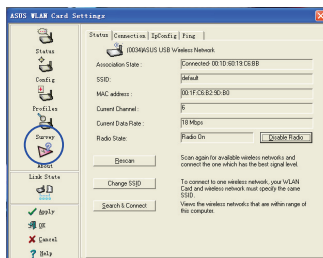 ASUS WLAN Card Settings
Status
Config
Profiles
Survey
About
Link State
Apply
OK
Cancel
Help
Status Connection IpConfig Ping
(0034)ASUS USB Wireless Network
Association State : Connected- 00:1D:60:19:C6:BB
SSID: default
MAC address : 00:1F:C6:B2:9D:B0
Current Channel : 6
Current Data Rate : 18 Mbps
Radio State: Radio On Disable Radio
Rescan
Scan again for available wireless networks and
connect the one which has the best signal level.
Change SSID
To connect to one wireless network, your WLAN
Card and wireless network must specify the same
SSID.
Search & Connect
Views the wireless networks that are within range of
this computer.